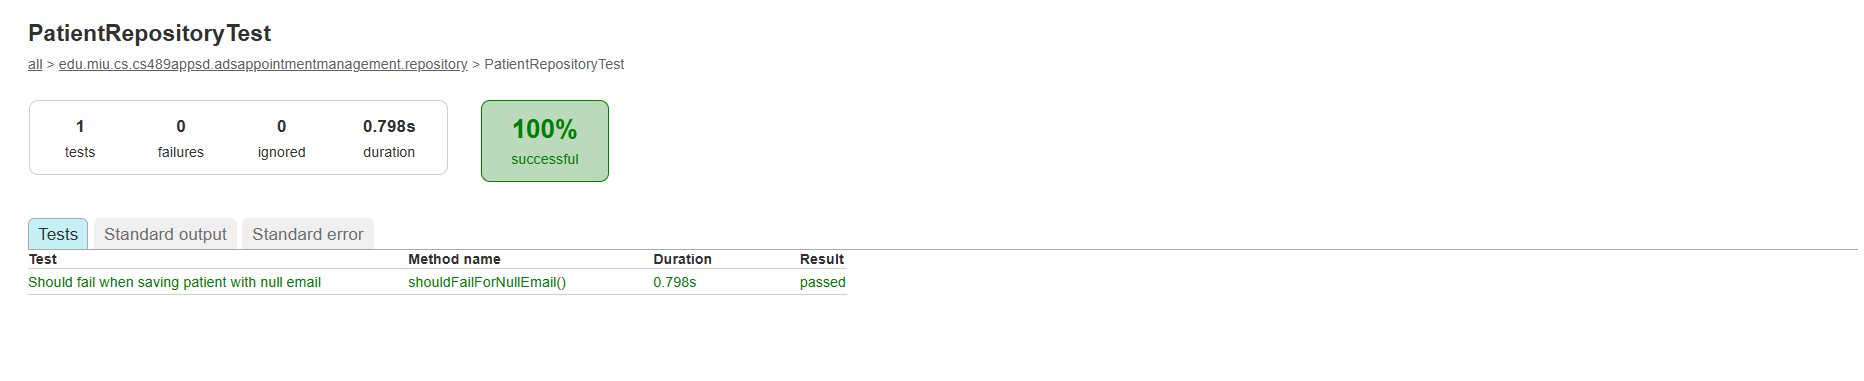 PatientRepositoryTest
all > edu.miu.cs.cs489appsd.adsappointmentmanagement.repository > PatientRepositoryTest
1 0 0 0.798s
tests failures ignored duration
100%
successful
Tests Standard output Standard error
Test Method name Duration Result
Should fail when saving patient with null email shouldFailForNullEmail() 0.798s passed